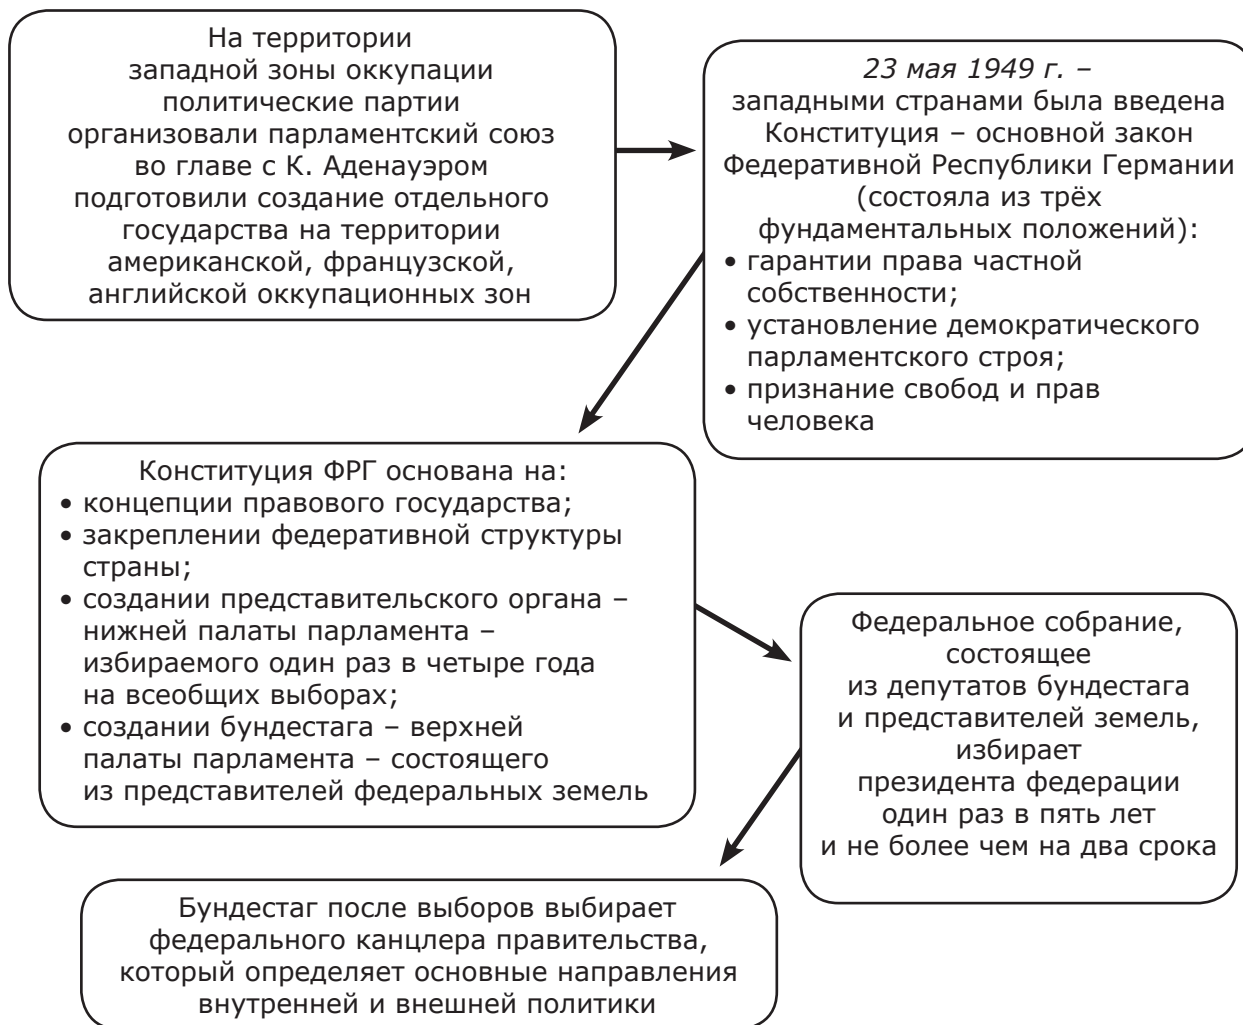 На территории
западной зоны оккупации
политические партии
организовали парламентский союз
во главе с К. Аденауэром
подготовили создание отдельного
государства на территории
американской, французской,
английской оккупационных зон
23 мая 1949 г. –
западными странами была введена
Конституция – основной закон
Федеративной Республики Германии
(состояла из трёх
фундаментальных положений):
• гарантии права частной
собственности;
• установление демократического
парламентского строя;
• признание свобод и прав
человека
Конституция ФРГ основана на:
• концепции правового государства;
• закреплении федеративной структуры
страны;
• создании представительского органа –
нижней палаты парламента –
избираемого один раз в четыре года
на всеобщих выборах;
• создании бундестага – верхней
палаты парламента – состоящего
из представителей федеральных земель
Федеральное собрание,
состоящее
из депутатов бундестага
и представителей земель,
избирает
президента федерации
один раз в пять лет
и не более чем на два срока
Бундестаг после выборов выбирает
федерального канцлера правительства,
который определяет основные направления
внутренней и внешней политики